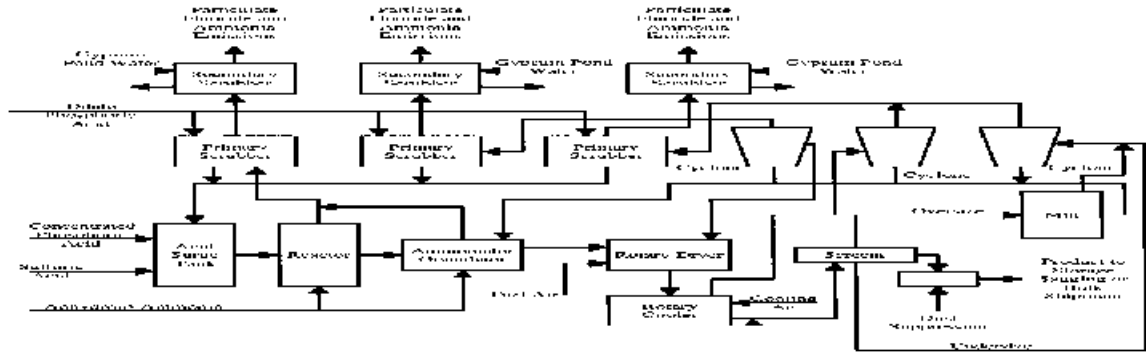 Particulate
Fluoride and
Ammonia
Emissions
Particulate
Fluoride and
Ammonia
Emissions
Particulate
Fluoride and
Ammonia
Emissions
Gypsum
Pond Water
Secondary
Scrubber
Secondary
Scrubber
Gypsum Pond
Water
Secondary
Scrubber
Gypsum Pond
Water
Dilute
Phosphoric
Acid
Primary
Scrubber
Primary
Scrubber
Primary
Scrubber
Cyclone
Cyclone
Cyclone
Concentrated
Phosphoric
Acid
Sulfuric
Acid
Acid
Surge
Tank
Reactor
Ammoniator
Granulator
Rotary Dryer
Oversize
Mill
Screen
Product to
Storage
Bulk
Shipment
Anhydrous Ammonia
Fuel Air
Rotary
Cooler
Cooling
Air
Dust
Suppression
Undersize